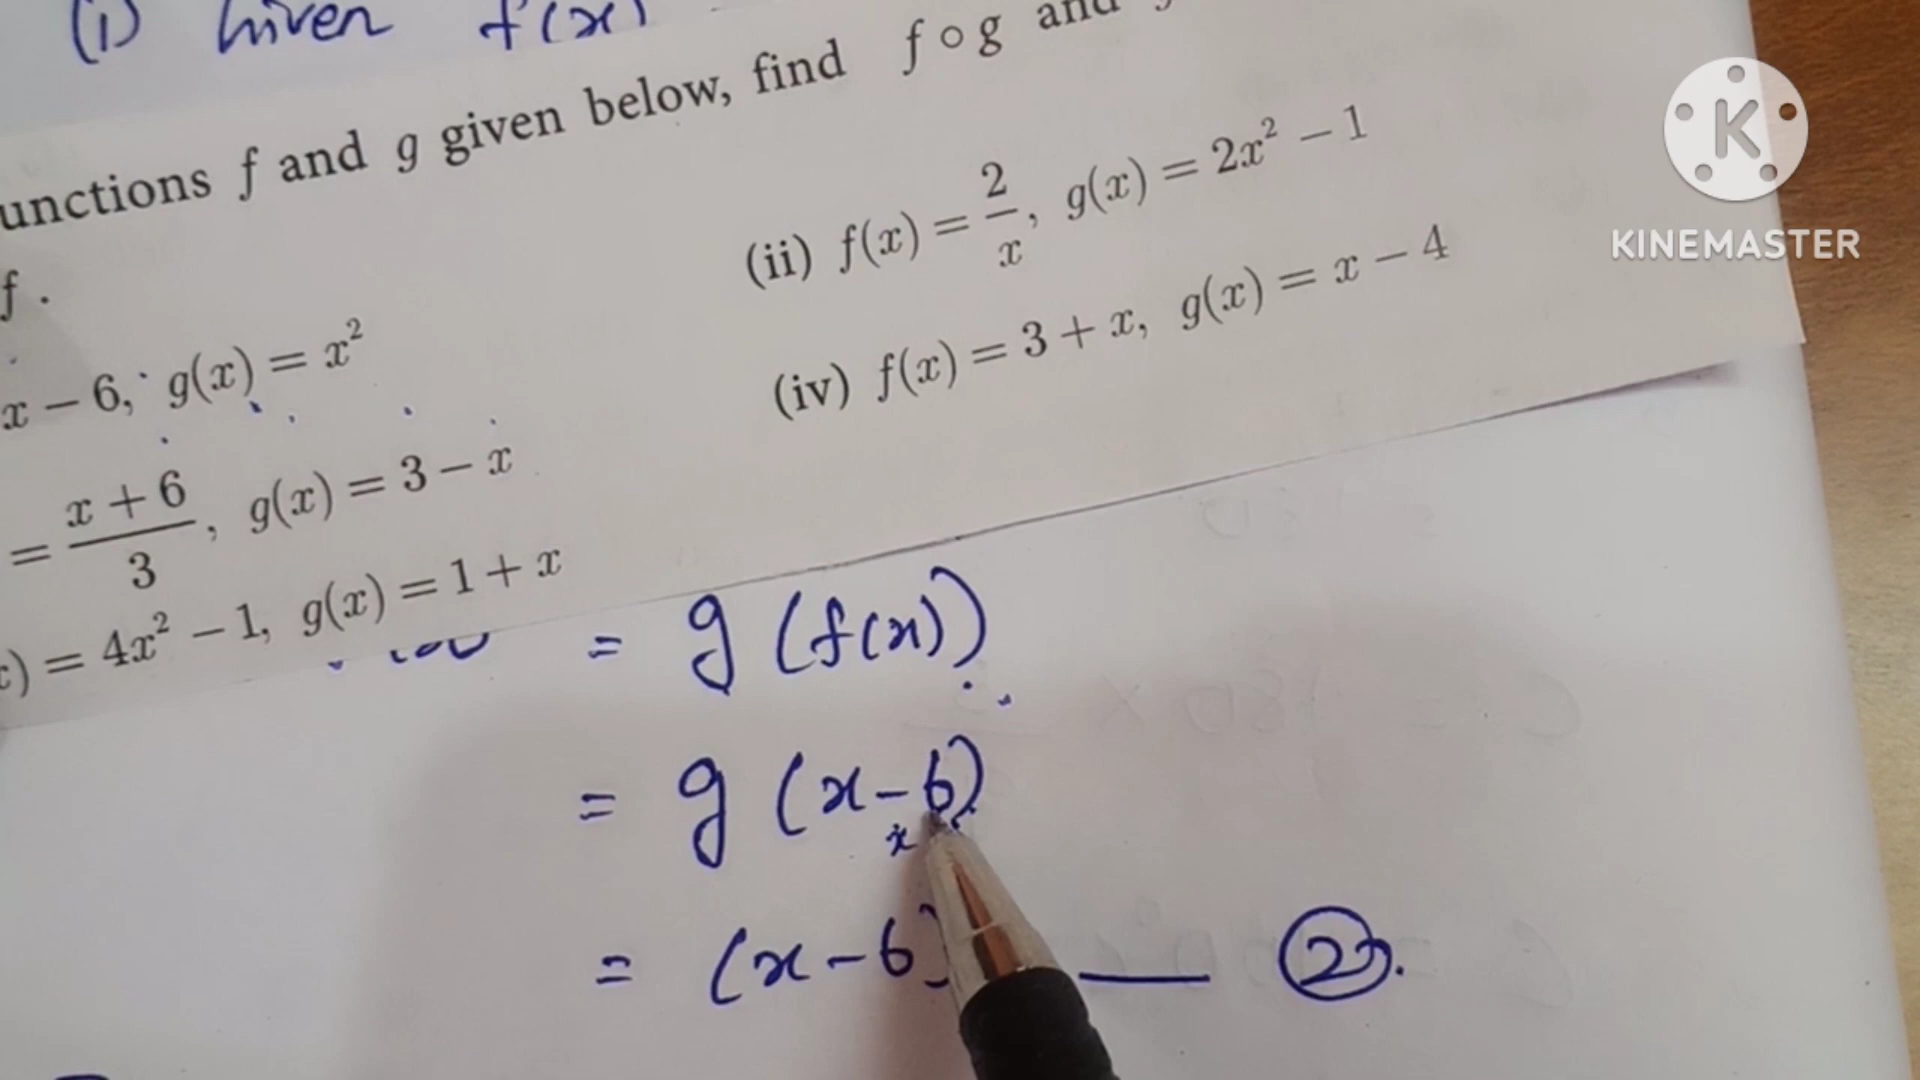 (i) Given f(x)
unctions f and g given below, find f∘g and
f.
x − 6, g(x) = x²
(ii) f(x) = 2/x, g(x) = 2x² − 1
= (x + 6)/3, g(x) = 3 − x
(iv) f(x) = 3 + x, g(x) = x − 4
) = 4x² − 1, g(x) = 1 + x
= g (f(x))
= g (x − 6)
= (x − 6) — ②.
KINEMASTER